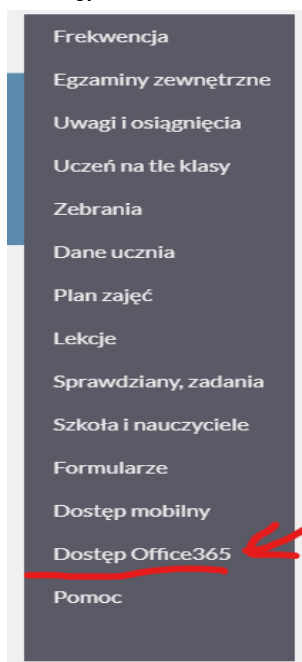 Frekwencja
Egzaminy zewnętrzne
Uwagi i osiągnięcia
Uczeń na tle klasy
Zebrania
Dane ucznia
Plan zajęć
Lekcje
Sprawdziany, zadania
Szkoła i nauczyciele
Formularze
Dostęp mobilny
Dostęp Office365
Pomoc